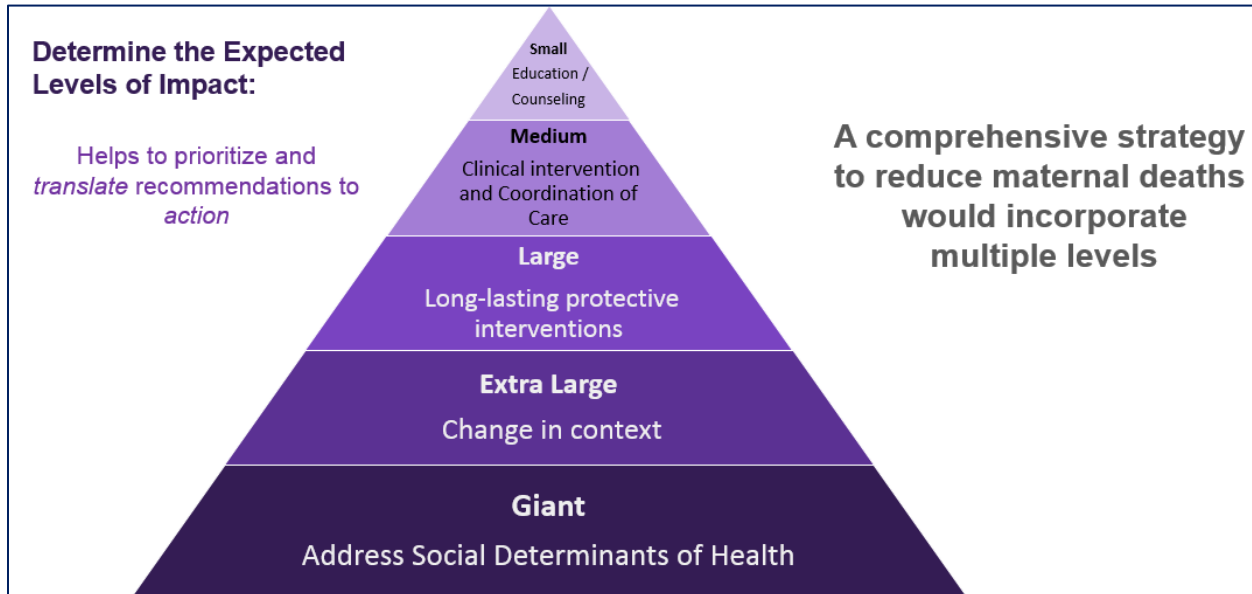 Determine the Expected
Levels of Impact:
Helps to prioritize and
translate recommendations to
action
Small
Education /
Counseling
Medium
Clinical intervention
and Coordination of
Care
Large
Long-lasting protective
interventions
Extra Large
Change in context
Giant
Address Social Determinants of Health
A comprehensive strategy
to reduce maternal deaths
would incorporate
multiple levels